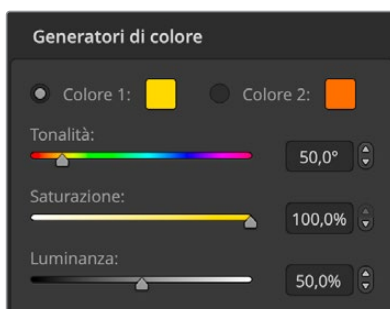 Generatori di colore
Colore 1: Colore 2:
Tonalità:
50,0°
Saturazione:
100,0%
Luminanza:
50,0%